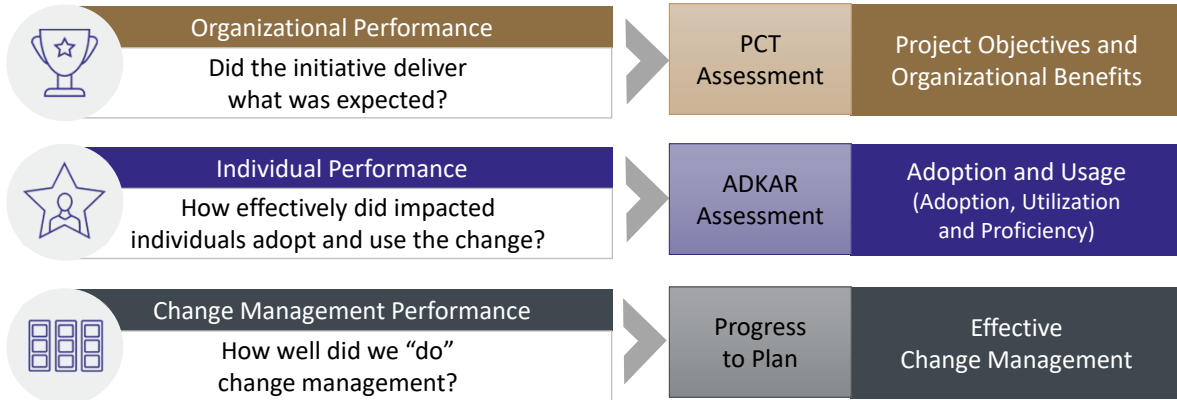 Organizational Performance
Did the initiative deliver
what was expected?
PCT
Assessment
Project Objectives and
Organizational Benefits
Individual Performance
How effectively did impacted
individuals adopt and use the change?
ADKAR
Assessment
Adoption and Usage
(Adoption, Utilization
and Proficiency)
Change Management Performance
How well did we “do”
change management?
Progress
to Plan
Effective
Change Management